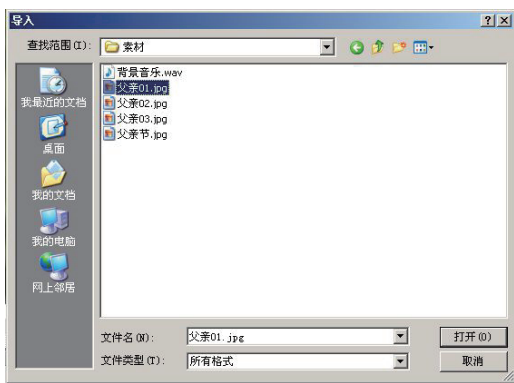 导入
查找范围(I):
素材
背景音乐.wav
父亲01.jpg
父亲02.jpg
父亲03.jpg
父亲节.jpg
我最近的文档
桌面
我的文档
我的电脑
网上邻居
文件名(N):
父亲01.jpg
打开(O)
文件类型(T):
所有格式
取消